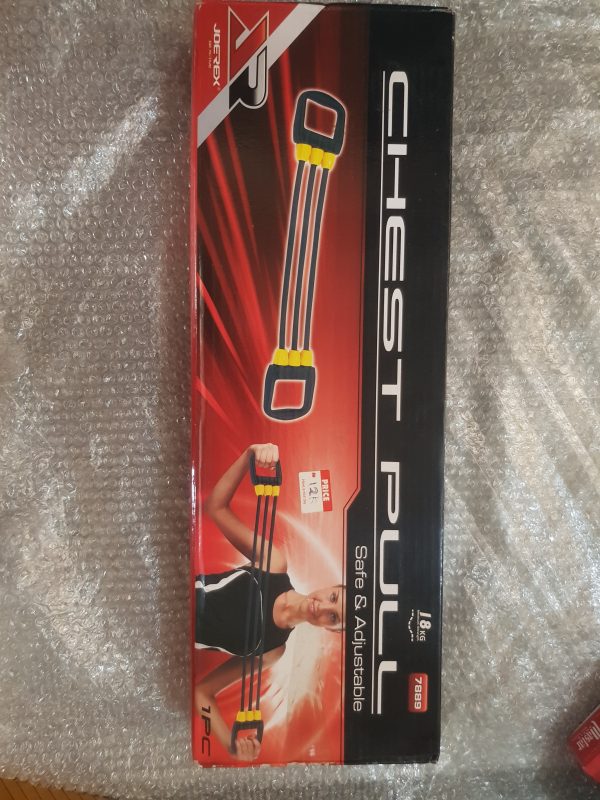 JR
JOEREX
CHEST PULL
Safe & Adjustable
18KG
7889
PRICE
1PC